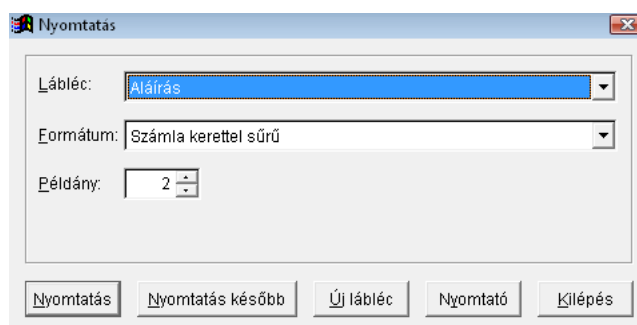 Nyomtatás
Lábléc: Aláírás
Formátum: Számla kerettel sűrű
Példány: 2
Nyomtatás Nyomtatás később Új lábléc Nyomtató Kilépés